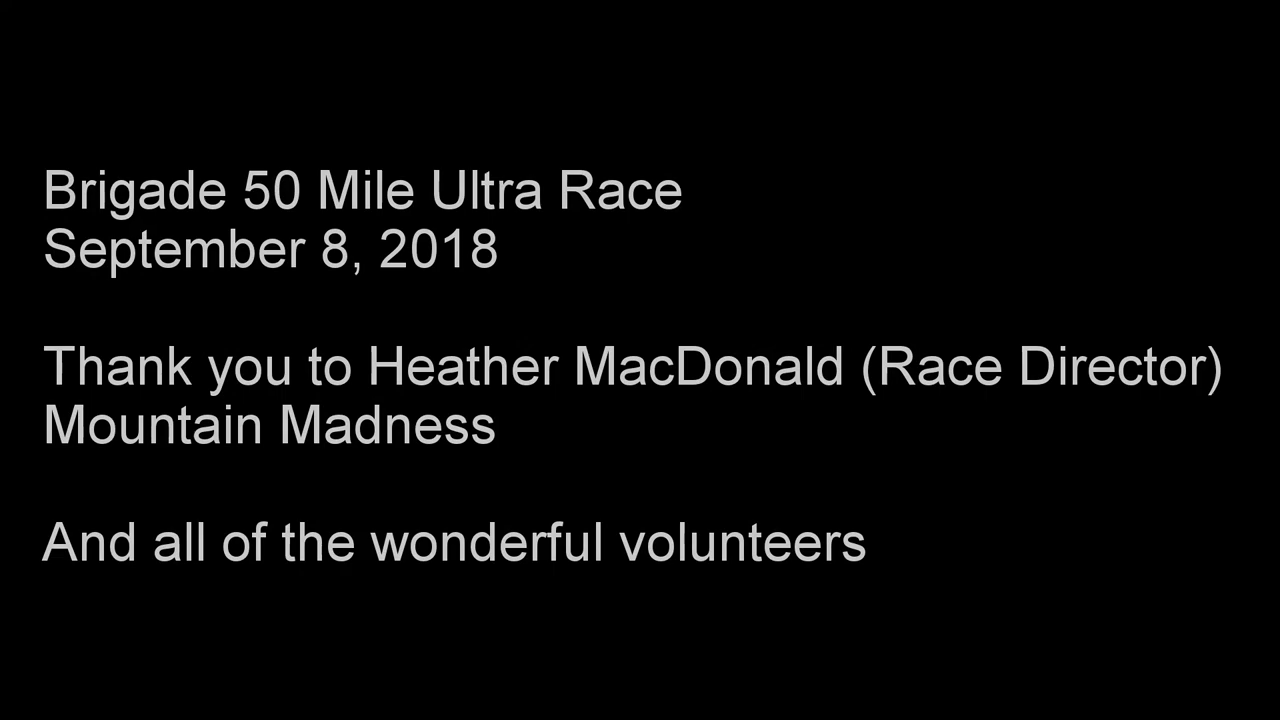 Brigade 50 Mile Ultra Race
September 8, 2018
Thank you to Heather MacDonald (Race Director)
Mountain Madness
And all of the wonderful volunteers